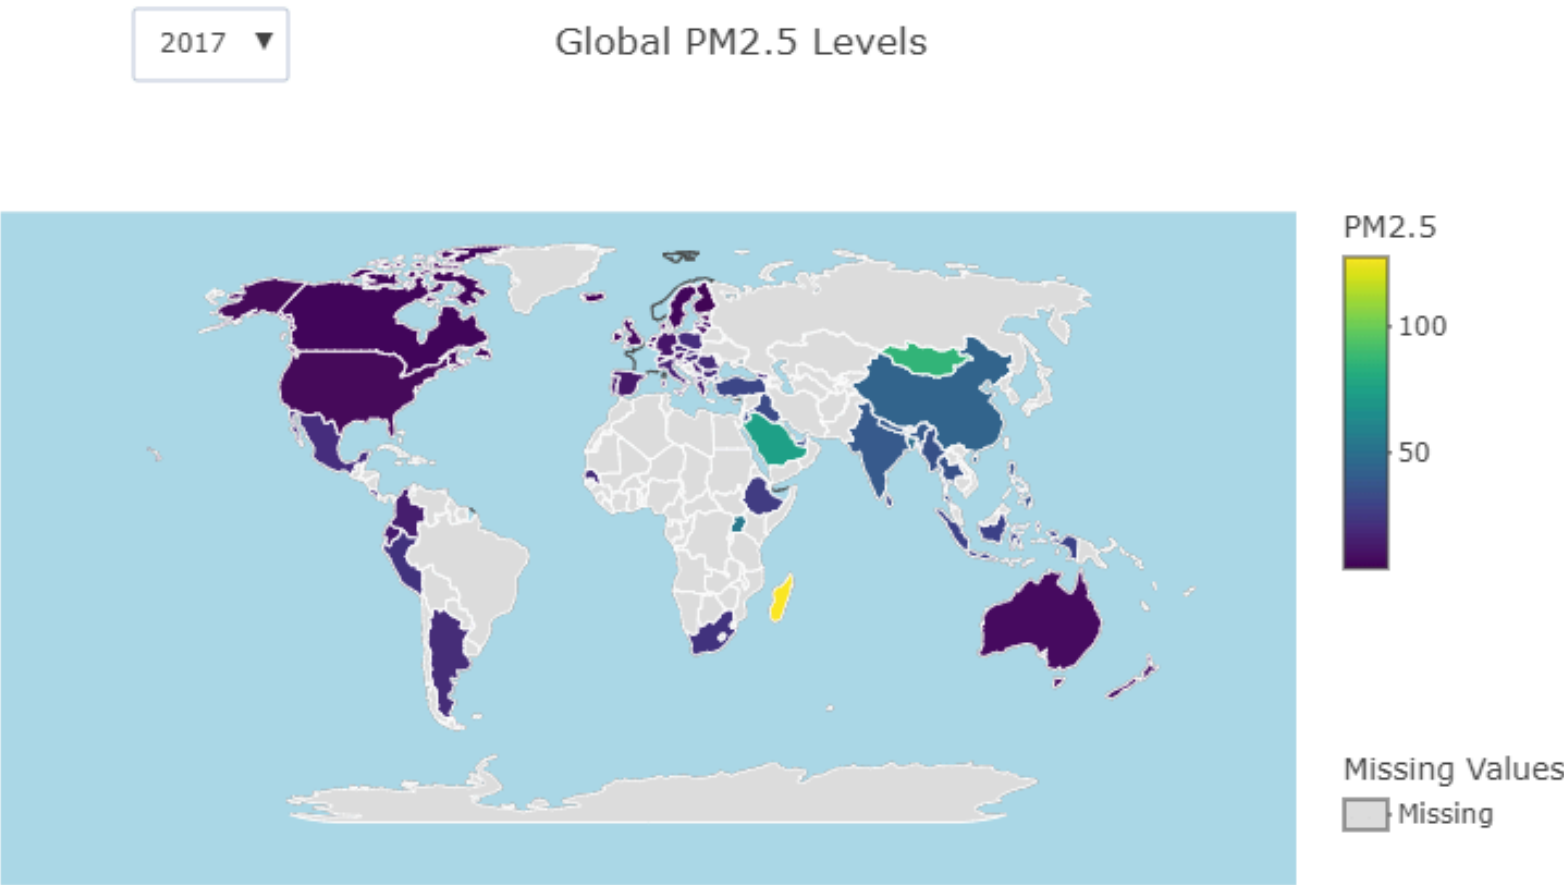 2017 ▼
Global PM2.5 Levels
PM2.5
100
50
Missing Values
Missing